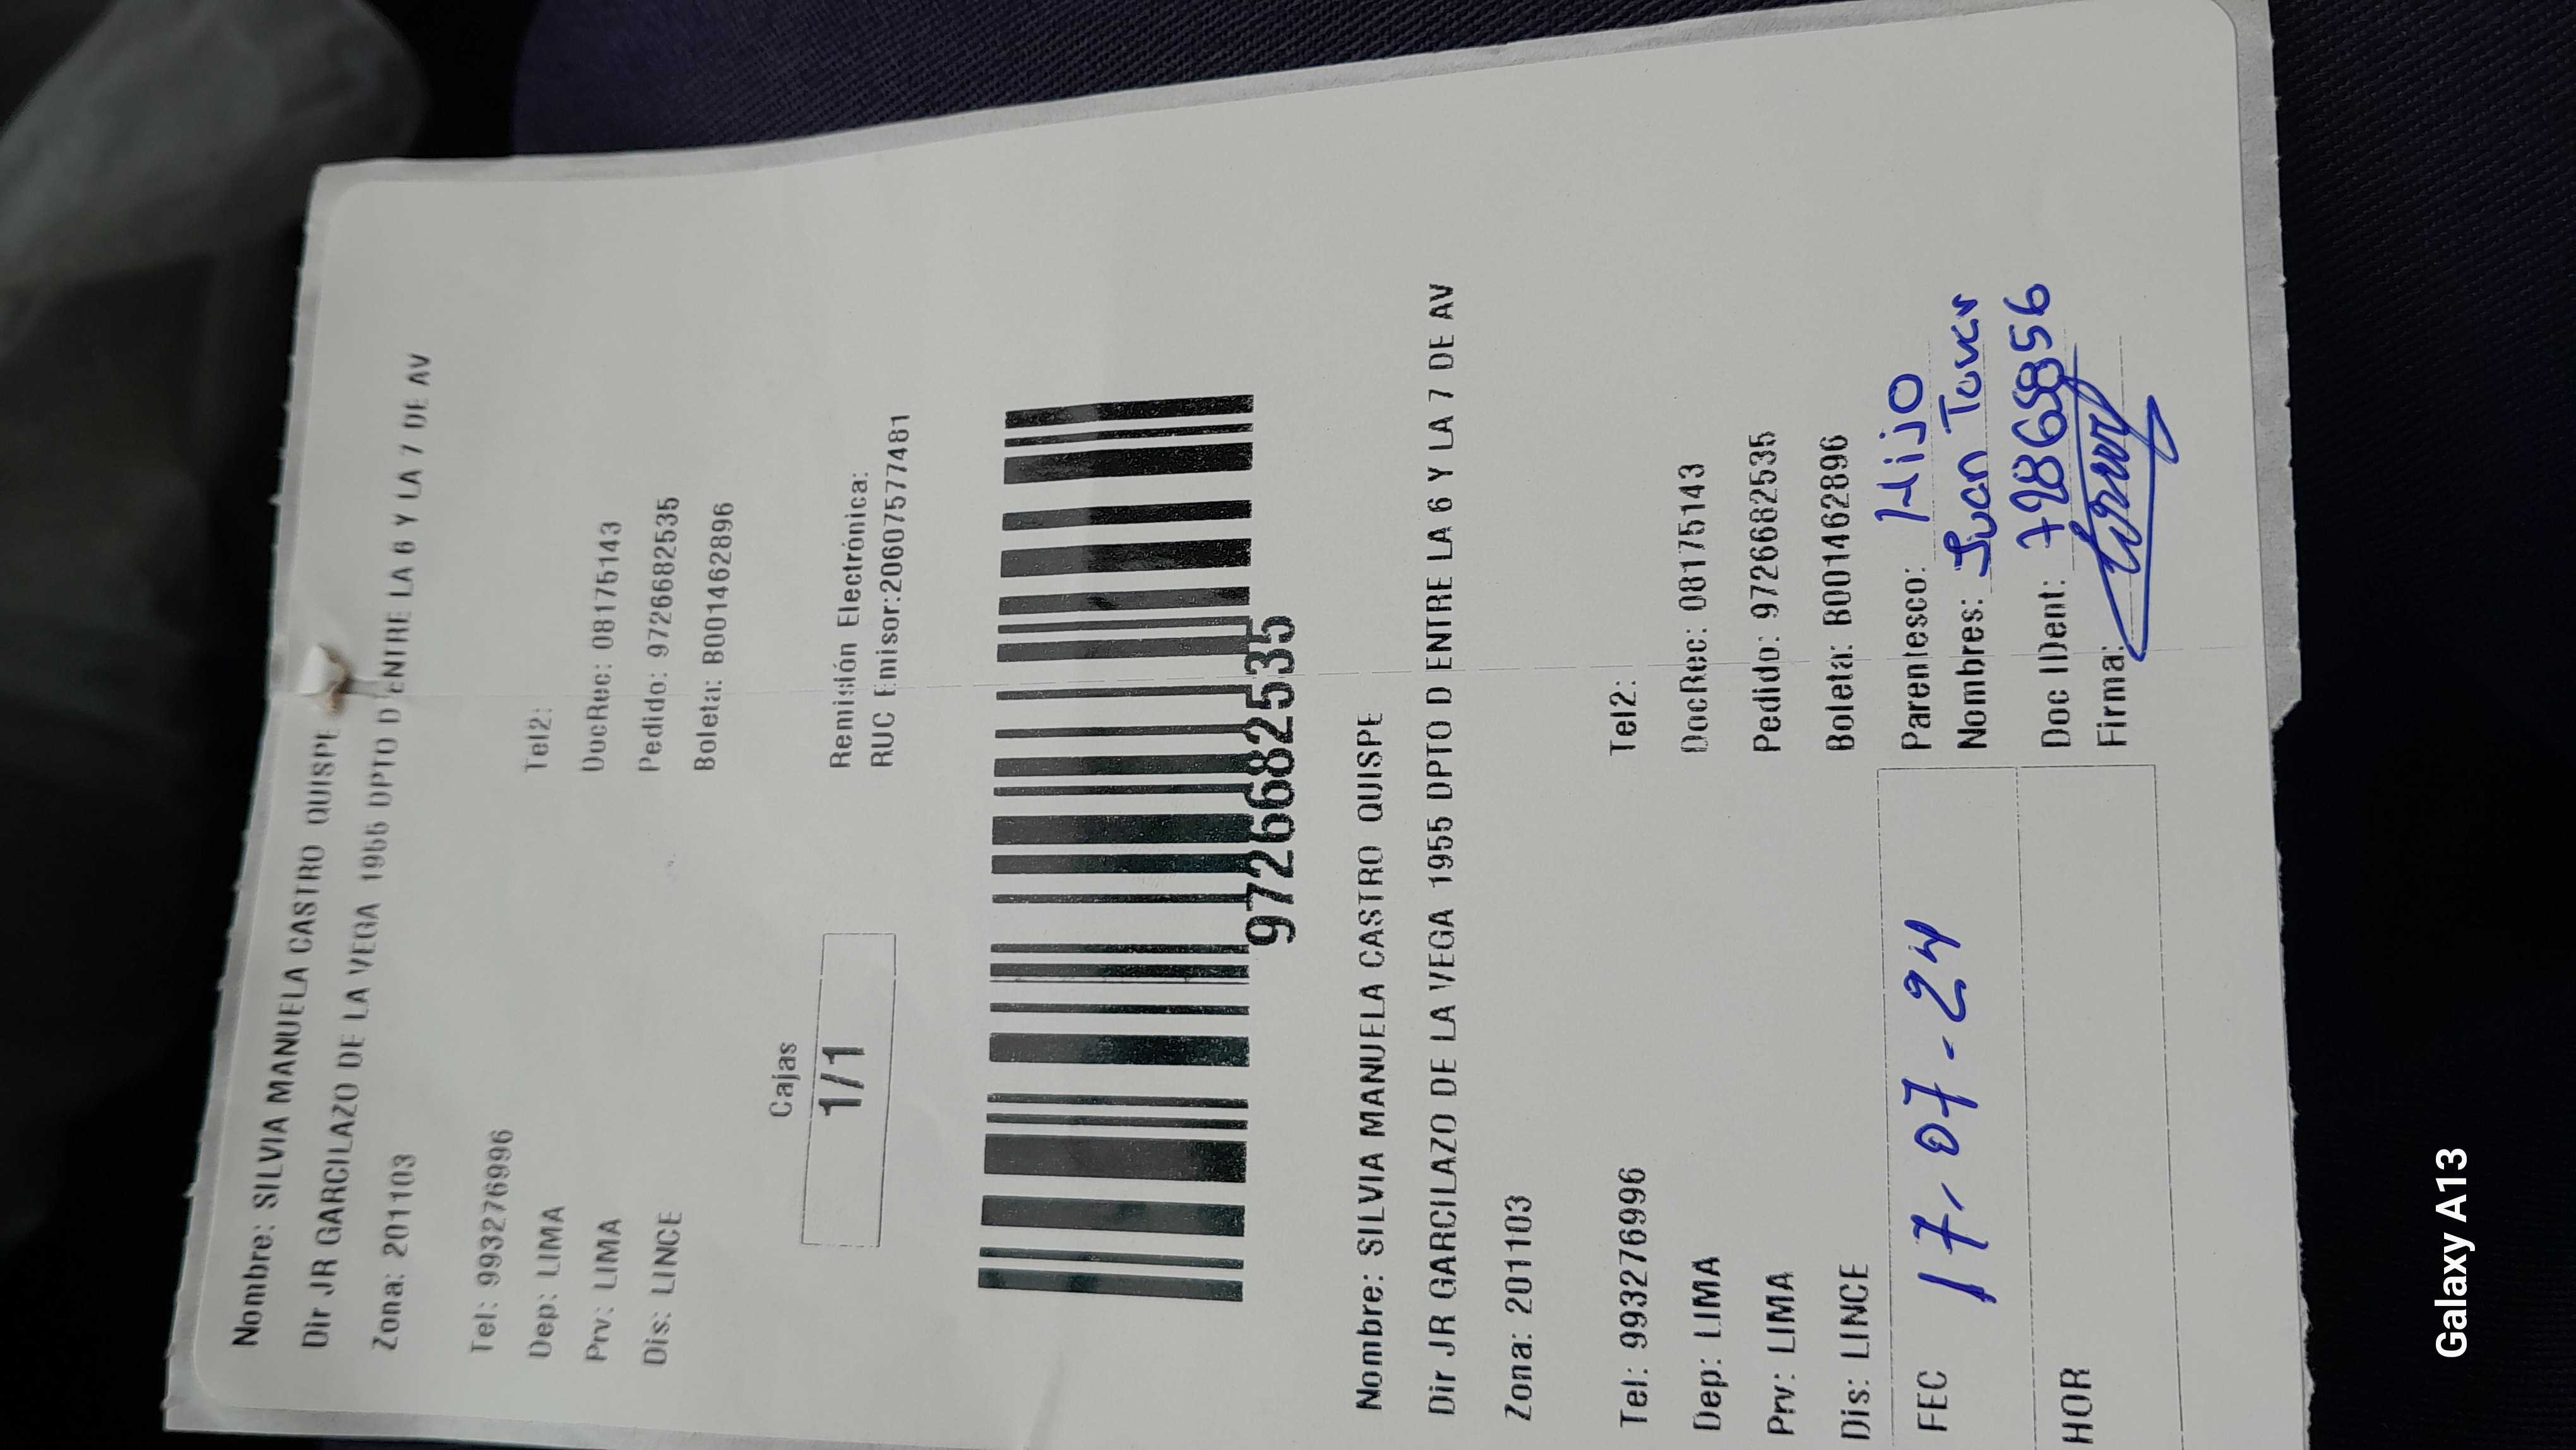 Nombre: SILVIA MANUELA CASTRO QUISPE
Dir JR GARCILAZO DE LA VEGA 1955 DPTO D ENTRE LA 6 Y LA 7 DE AV
Zona: 201103
Tel: 993276996 Tel2:
Dep: LIMA DocRec: 08175143
Prv: LIMA Pedido: 9726682535
Dis: LINCE Boleta: B001462896
Cajas
1/1
Remisión Electrónica:
RUC Emisor:20607577481
9726682535
Nombre: SILVIA MANUELA CASTRO QUISPE
Dir JR GARCILAZO DE LA VEGA 1955 DPTO D ENTRE LA 6 Y LA 7 DE AV
Zona: 201103
Tel: 993276996 Tel2:
Dep: LIMA DocRec: 08175143
Prv: LIMA Pedido: 9726682535
Dis: LINCE Boleta: B001462896
FEC 17-07-24 Parentesco: Hijo
Nombres: Juan Tovar
HOR Doc IDent: 79868856
Firma:
Galaxy A13